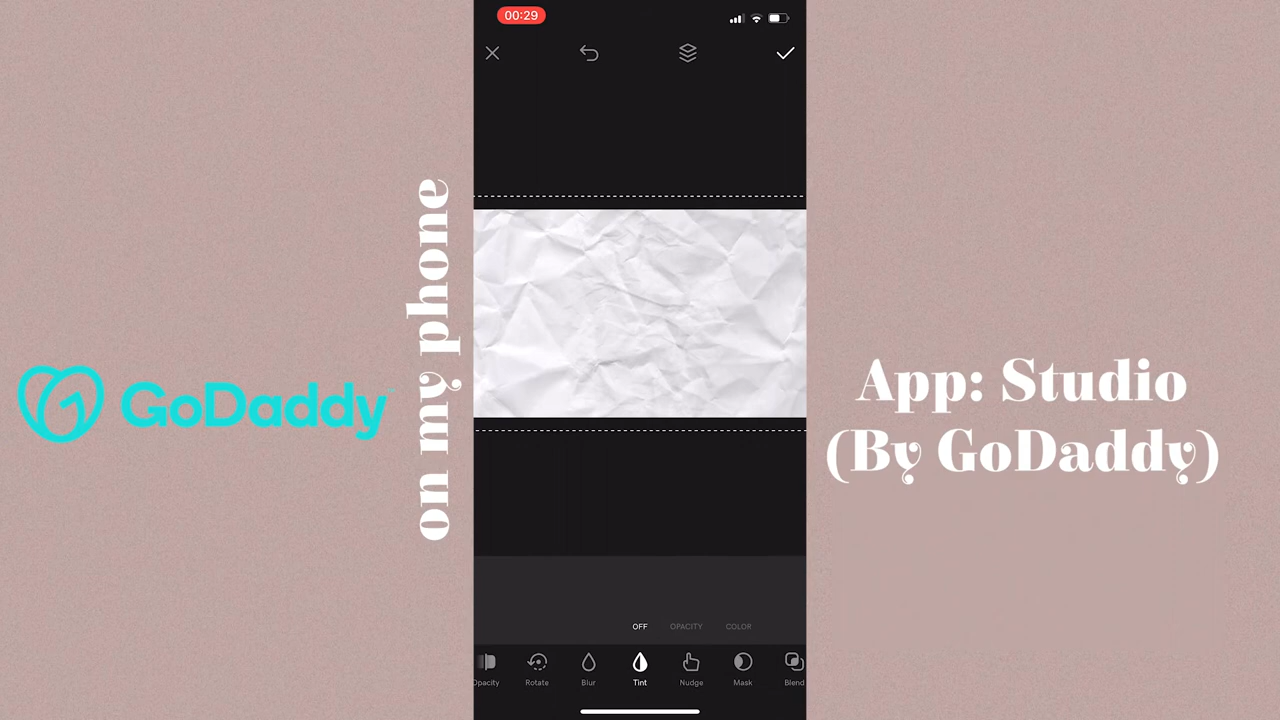 00:29
GoDaddy
on my phone
App: Studio
(By GoDaddy)
OFF OPACITY COLOR
Opacity Rotate Blur Tint Nudge Mask Blend